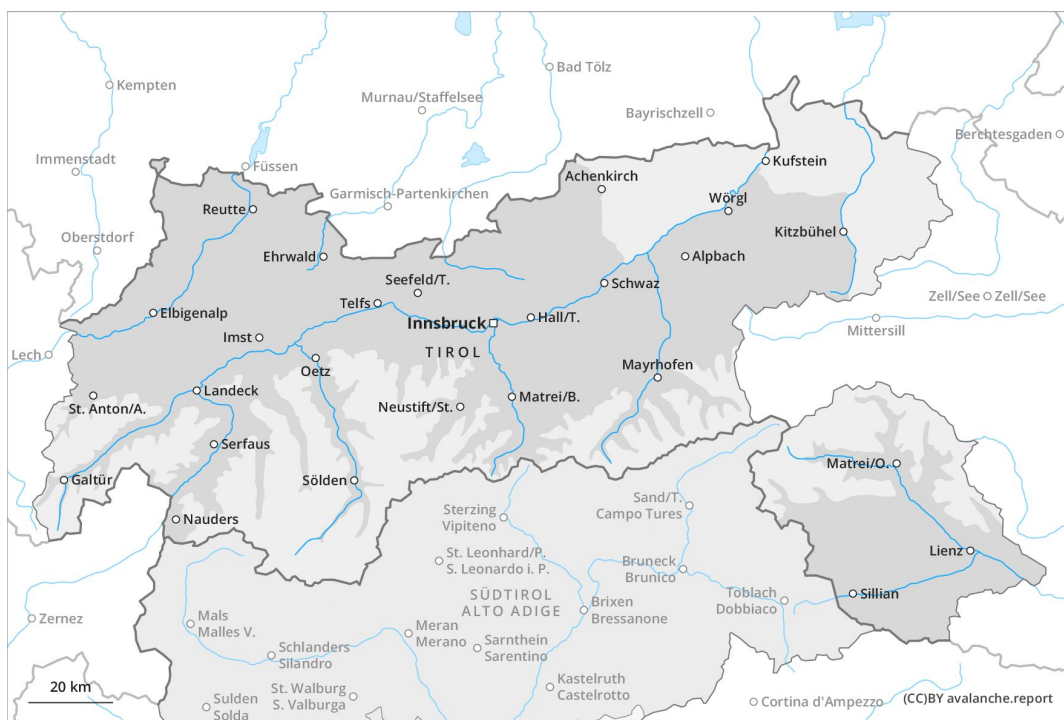 Kempten
Bad Tölz
Murnau/Staffelsee
Bayrischzell
Berchtesgaden
Immenstadt
Füssen
Kufstein
Achenkirch
Garmisch-Partenkirchen
Reutte
Wörgl
Oberstdorf
Kitzbühel
Ehrwald
Alpbach
Seefeld/T.
Schwaz
Telfs
Zell/See
Zell/See
Elbigenalp
Innsbruck
Hall/T.
Mittersill
Imst
TIROL
Lech
Oetz
Mayrhofen
Landeck
St. Anton/A.
Neustift/St.
Matrei/B.
Serfaus
Matrei/O.
Galtür
Sölden
Sand/T.
Campo Tures
Sterzing
Vipiteno
Nauders
St. Leonhard/P.
S. Leonardo i. P.
Lienz
Bruneck
Brunico
SÜDTIROL
ALTO ADIGE
Sillian
Toblach
Dobbiaco
Brixen
Bressanone
Zernez
Mals
Malles V.
Meran
Merano
Sarnthein
Sarentino
Schlanders
Silandro
Kastelruth
Castelrotto
20 km
St. Walburg
S. Valburga
Sulden
Solda
Cortina d'Ampezzo
(CC)BY avalanche.report